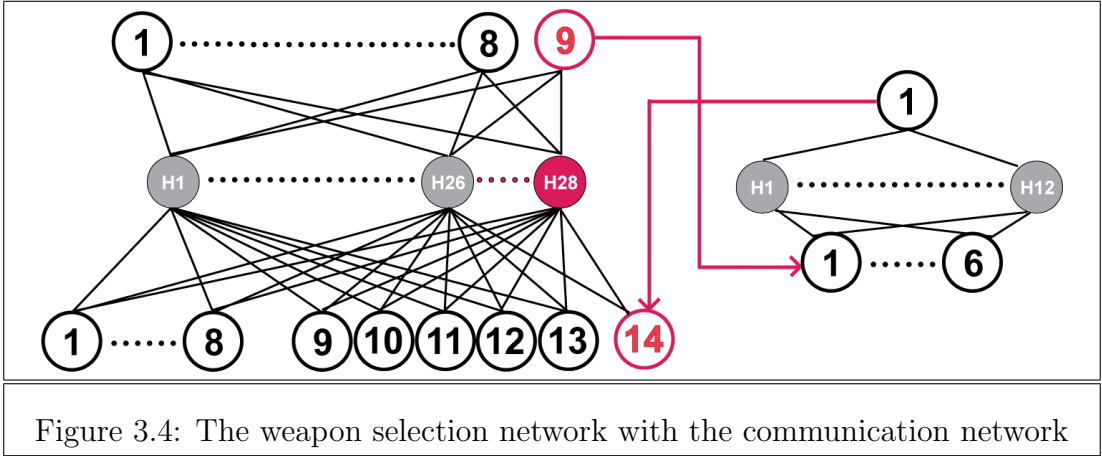 1 8 9
1
H1 H26 H28
H1 H12
1 6
1 8 9 10 11 12 13 14
Figure 3.4: The weapon selection network with the communication network